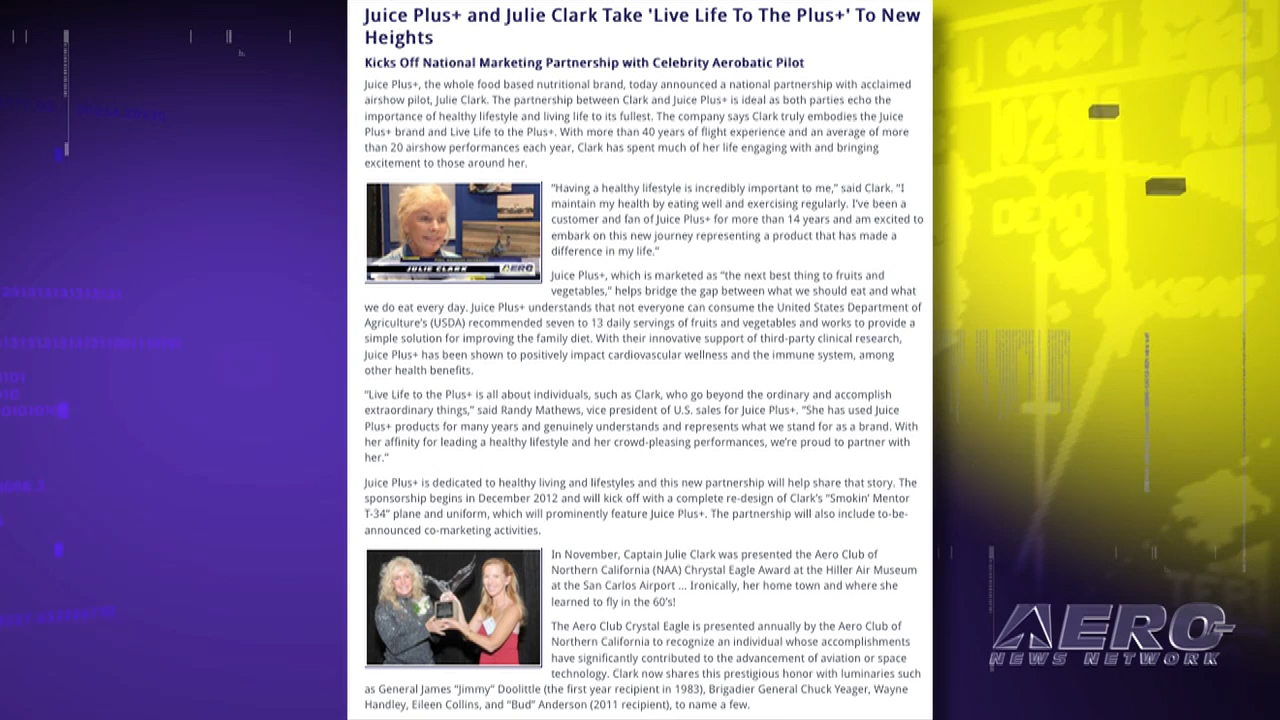 Juice Plus+ and Julie Clark Take 'Live Life To The Plus+' To New
Heights
Kicks Off National Marketing Partnership with Celebrity Aerobatic Pilot
Juice Plus+, the whole food based nutritional brand, today announced a national partnership with acclaimed
airshow pilot, Julie Clark. The partnership between Clark and Juice Plus+ is ideal as both parties echo the
importance of healthy lifestyle and living life to its fullest. The company says Clark truly embodies the Juice
Plus+ brand and Live Life to the Plus+. With more than 40 years of flight experience and an average of more
than 20 airshow performances each year, Clark has spent much of her life engaging with and bringing
excitement to those around her.
"Having a healthy lifestyle is incredibly important to me," said Clark. "I
maintain my health by eating well and exercising regularly. I've been a
customer and fan of Juice Plus+ for more than 14 years and am excited to
embark on this new journey representing a product that has made a
difference in my life."
JULIE CLARK
AERO
Juice Plus+, which is marketed as "the next best thing to fruits and
vegetables," helps bridge the gap between what we should eat and what
we do eat every day. Juice Plus+ understands that not everyone can consume the United States Department of
Agriculture's (USDA) recommended seven to 13 daily servings of fruits and vegetables and works to provide a
simple solution for improving the family diet. With their innovative support of third-party clinical research,
Juice Plus+ has been shown to positively impact cardiovascular wellness and the immune system, among
other health benefits.
"Live Life to the Plus+ is all about individuals, such as Clark, who go beyond the ordinary and accomplish
extraordinary things," said Randy Mathews, vice president of U.S. sales for Juice Plus+. "She has used Juice
Plus+ products for many years and genuinely understands and represents what we stand for as a brand. With
her affinity for leading a healthy lifestyle and her crowd-pleasing performances, we're proud to partner with
her."
Juice Plus+ is dedicated to healthy living and lifestyles and this new partnership will help share that story. The
sponsorship begins in December 2012 and will kick off with a complete re-design of Clark's "Smokin' Mentor
T-34" plane and uniform, which will prominently feature Juice Plus+. The partnership will also include to-be-
announced co-marketing activities.
In November, Captain Julie Clark was presented the Aero Club of
Northern California (NAA) Chrystal Eagle Award at the Hiller Air Museum
at the San Carlos Airport ... Ironically, her home town and where she
learned to fly in the 60's!
The Aero Club Crystal Eagle is presented annually by the Aero Club of
Northern California to recognize an individual whose accomplishments
have significantly contributed to the advancement of aviation or space
technology. Clark now shares this prestigious honor with luminaries such
as General James "Jimmy" Doolittle (the first year recipient in 1983), Brigadier General Chuck Yeager, Wayne
Handley, Eileen Collins, and "Bud" Anderson (2011 recipient), to name a few.
DEMO
AERO
NEWS NETWORK